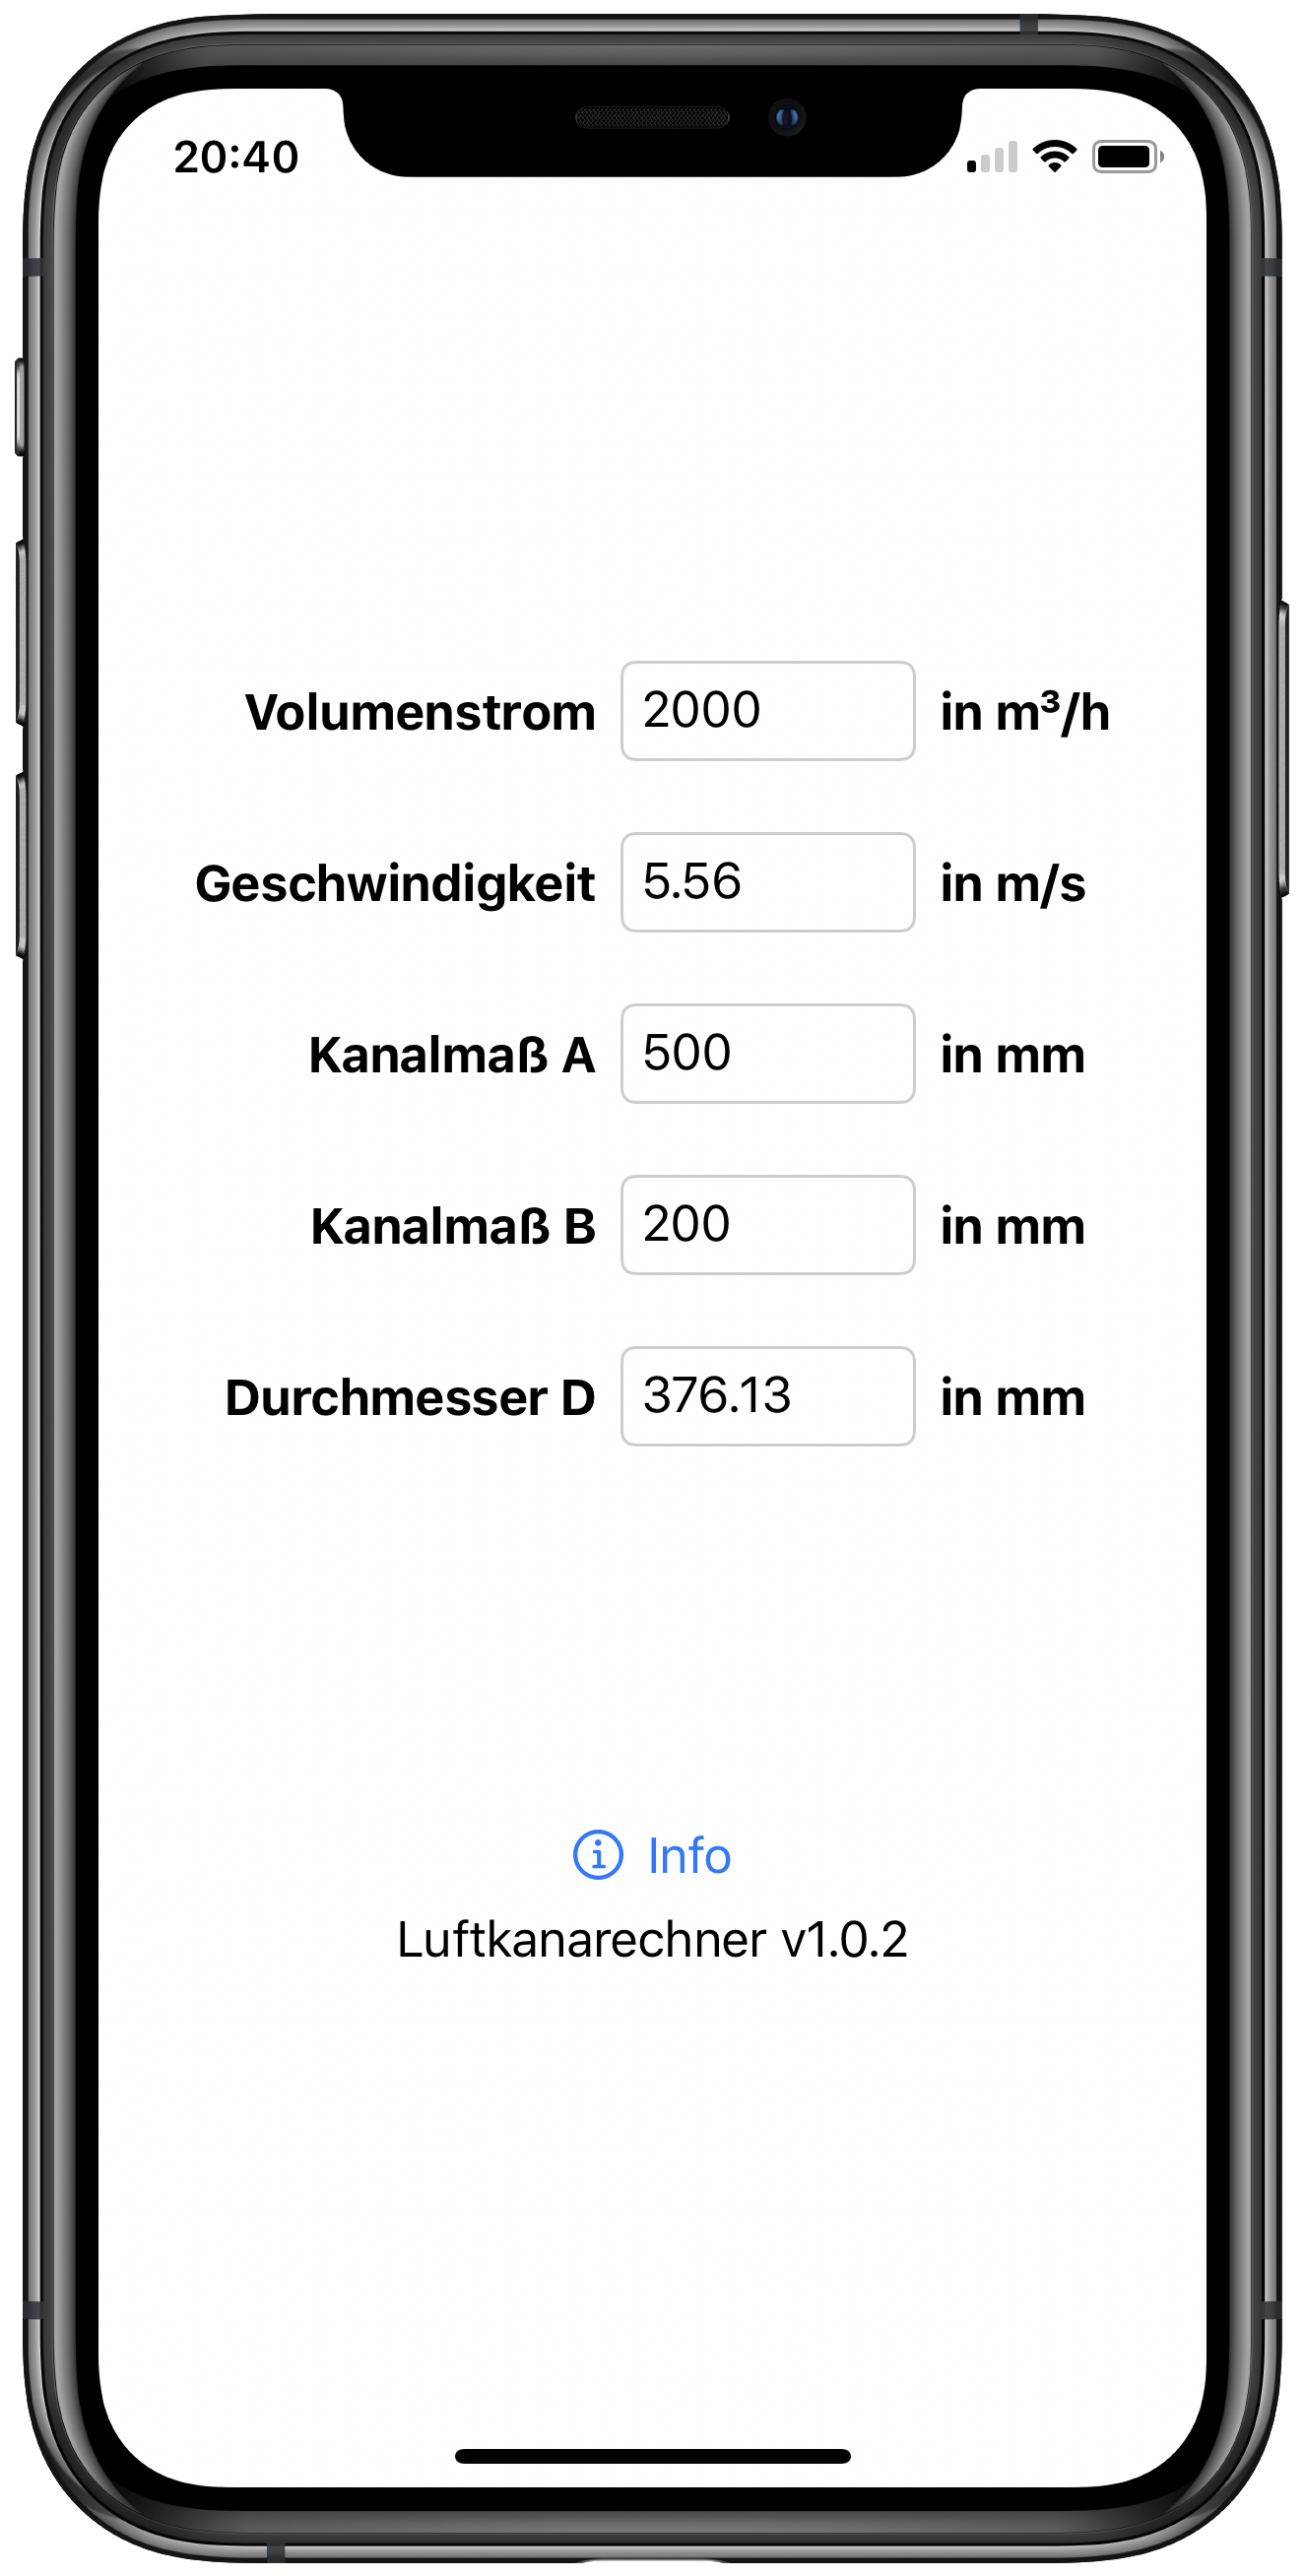 20:40
Volumenstrom 2000 in m³/h
Geschwindigkeit 5.56 in m/s
Kanalmaß A 500 in mm
Kanalmaß B 200 in mm
Durchmesser D 376.13 in mm
Info
Luftkanarechner v1.0.2